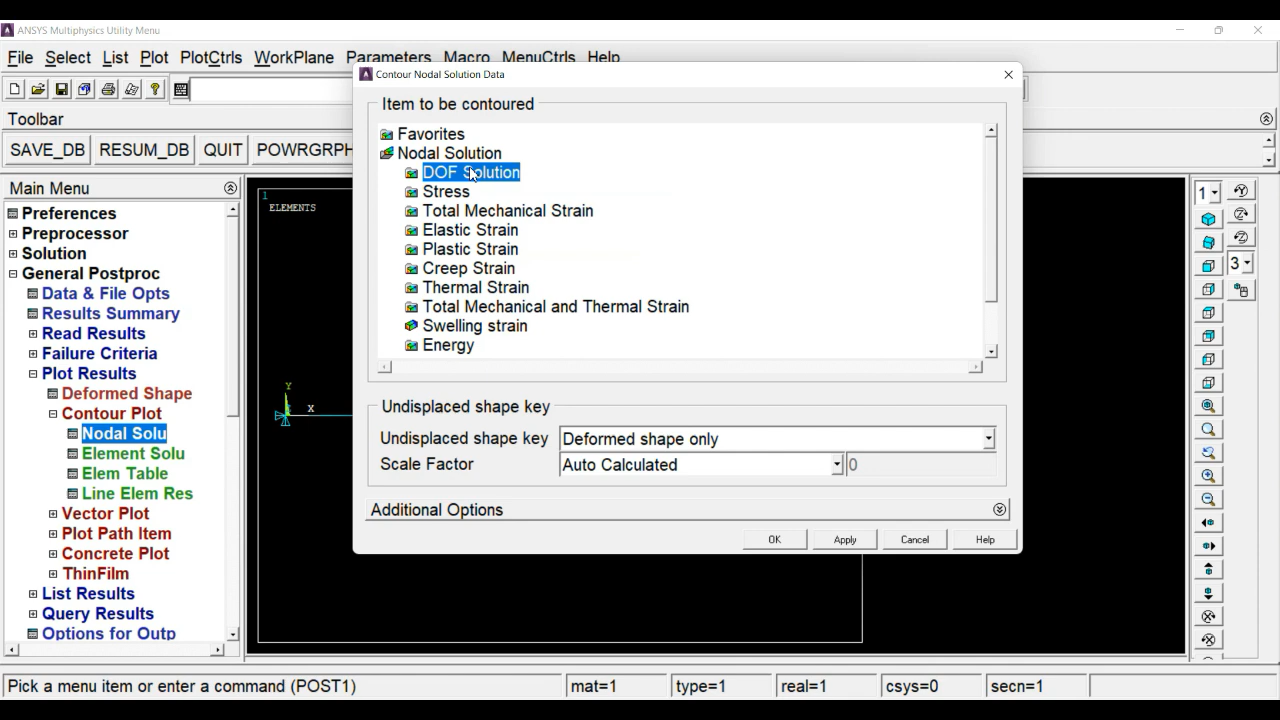 ANSYS Multiphysics Utility Menu
File Select List Plot PlotCtrls WorkPlane Parameters Macro MenuCtrls Help
Contour Nodal Solution Data
Toolbar
SAVE_DB RESUM_DB QUIT POWRGRPH
Main Menu
Preferences
Preprocessor
Solution
General Postproc
Data & File Opts
Results Summary
Read Results
Failure Criteria
Plot Results
Deformed Shape
Contour Plot
Nodal Solu
Element Solu
Elem Table
Line Elem Res
Vector Plot
Plot Path Item
Concrete Plot
ThinFilm
List Results
Query Results
Options for Outp
1
ELEMENTS
Y
X
Item to be contoured
Favorites
Nodal Solution
DOF Solution
Stress
Total Mechanical Strain
Elastic Strain
Plastic Strain
Creep Strain
Thermal Strain
Total Mechanical and Thermal Strain
Swelling strain
Energy
Undisplaced shape key
Undisplaced shape key Deformed shape only
Scale Factor Auto Calculated 0
Additional Options
OK Apply Cancel Help
1
3
Pick a menu item or enter a command (POST1) mat=1 type=1 real=1 csys=0 secn=1